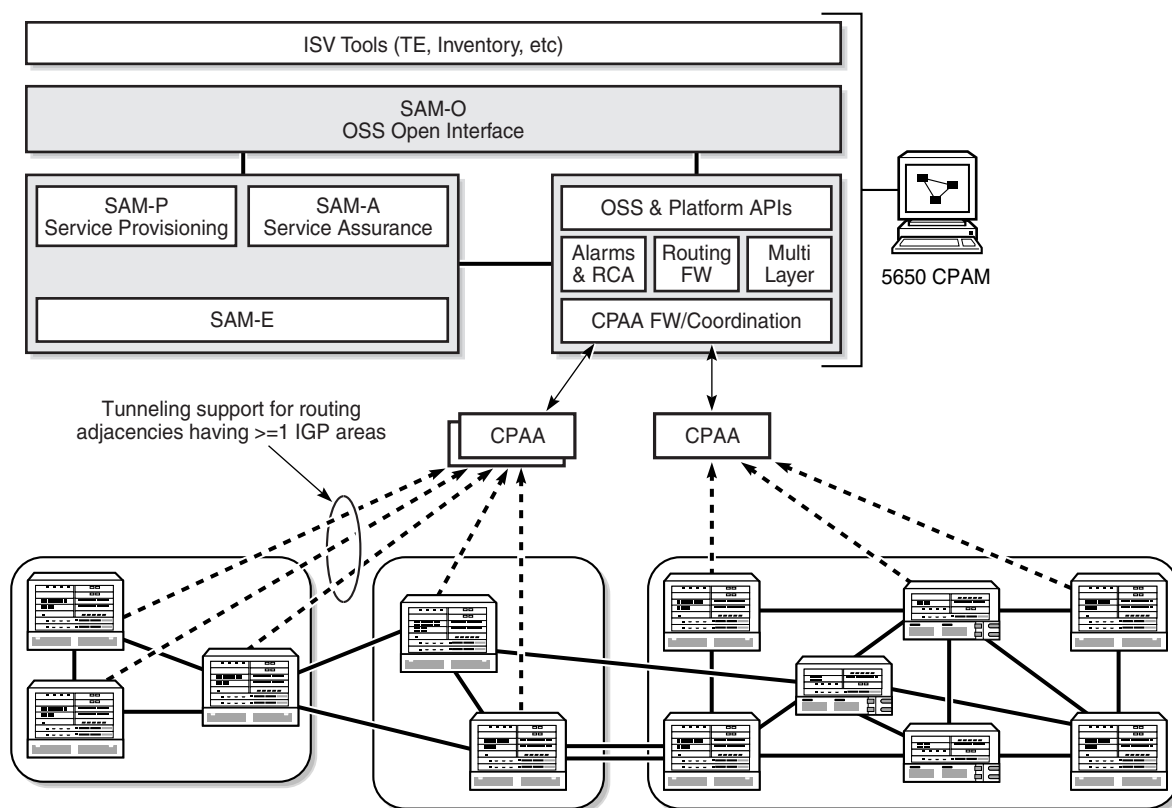 ISV Tools (TE, Inventory, etc)
SAM-O
OSS Open Interface
SAM-P
Service Provisioning
SAM-A
Service Assurance
SAM-E
OSS & Platform APIs
Alarms
& RCA
Routing
FW
Multi
Layer
CPAA FW/Coordination
5650 CPAM
Tunneling support for routing
adjacencies having >=1 IGP areas
CPAA
CPAA